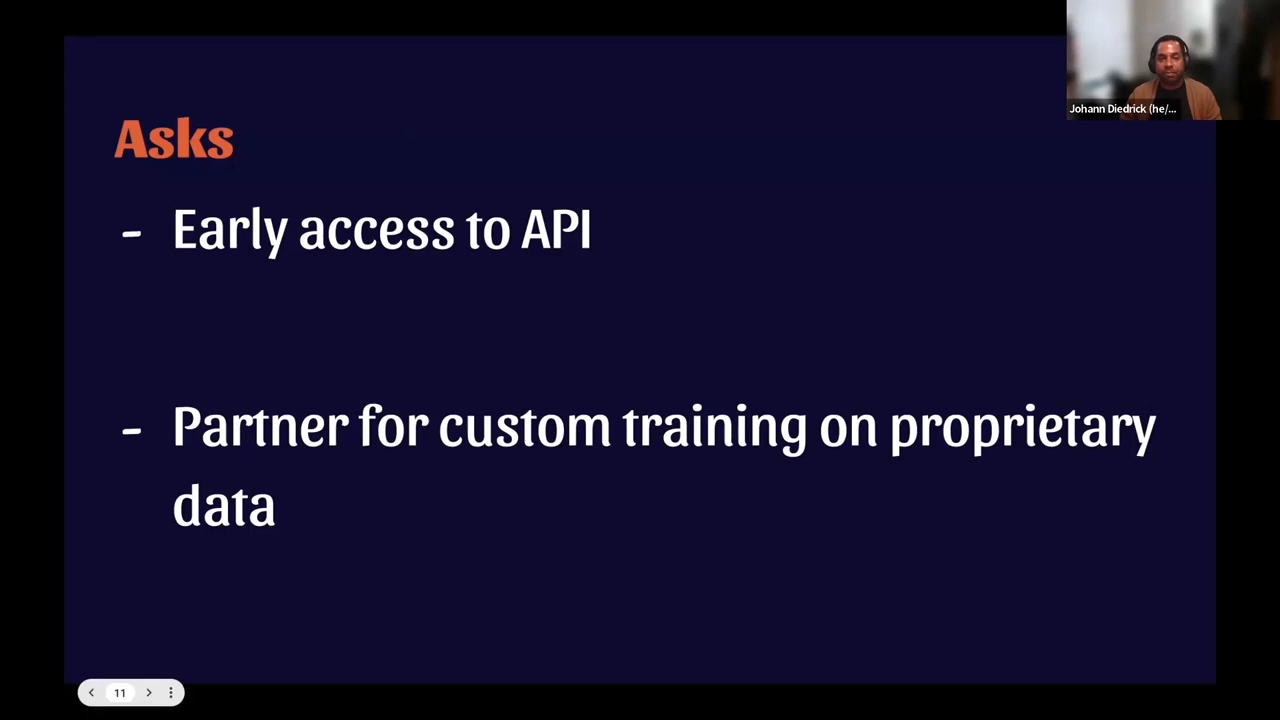 Asks
- Early access to API
- Partner for custom training on proprietary
data
Johann Diedrick (he/...
11